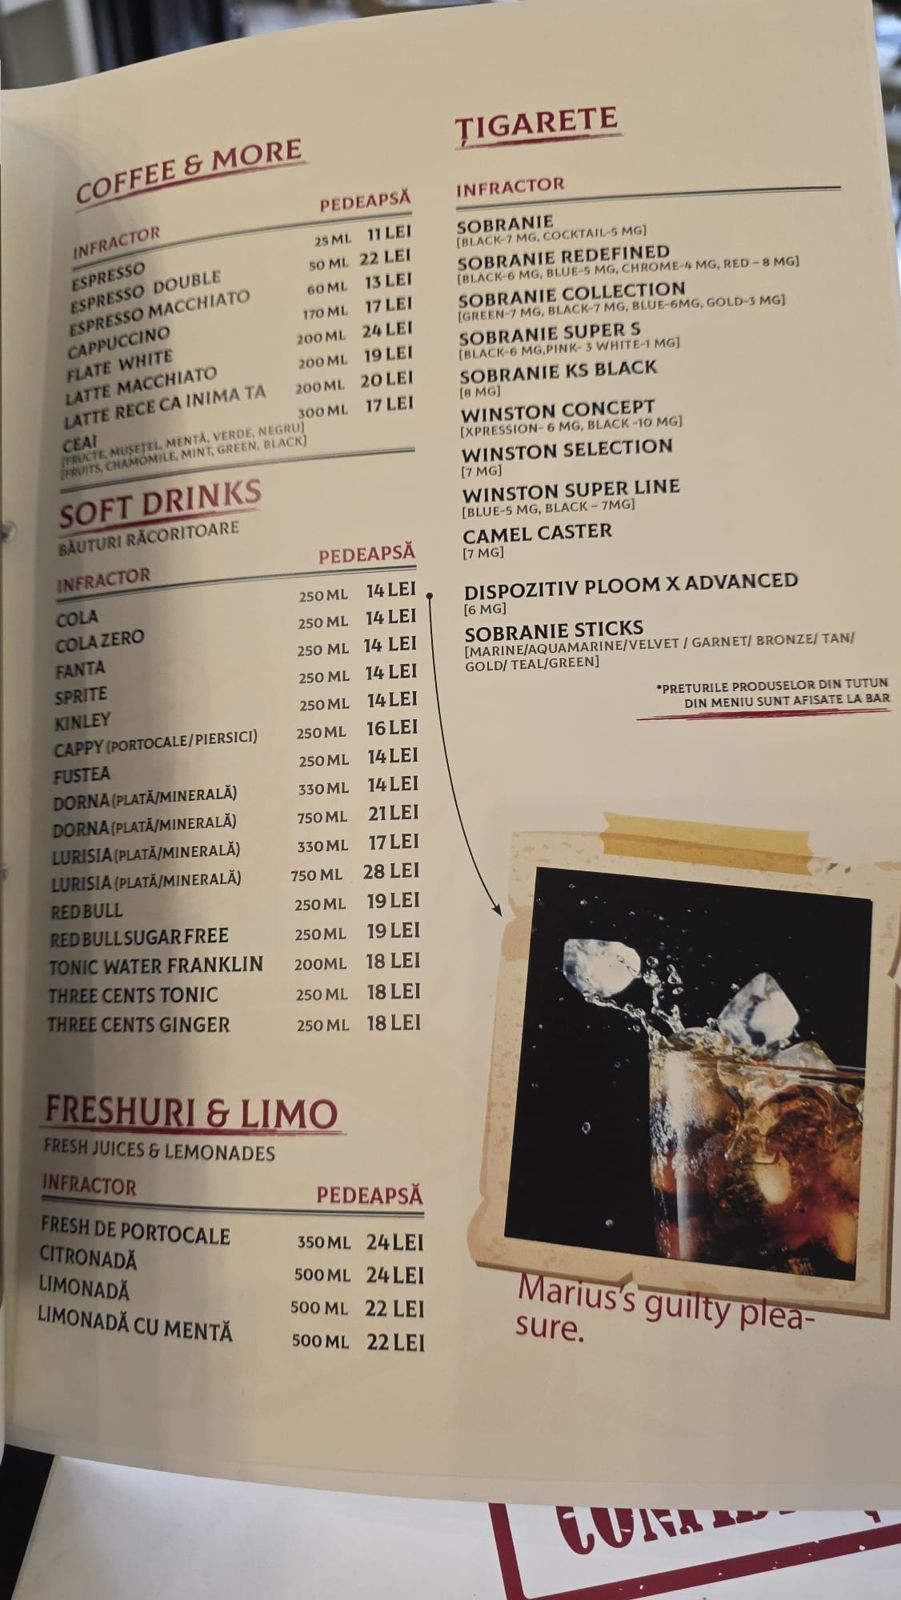 COFFEE & MORE
INFRACTOR PEDEAPSĂ
ESPRESSO 25 ML 11 LEI
ESPRESSO DOUBLE 50 ML 22 LEI
ESPRESSO MACCHIATO 60 ML 13 LEI
CAPPUCCINO 170 ML 17 LEI
FLATE WHITE 200 ML 24 LEI
LATTE MACCHIATO 200 ML 19 LEI
LATTE RECE CA INIMA TA 200 ML 20 LEI
CEAI 300 ML 17 LEI
[FRUCTE, MUȘEȚEL, MENTĂ, VERDE, NEGRU]
[FRUITS, CHAMOMILE, MINT, GREEN, BLACK]
SOFT DRINKS
BĂUTURI RĂCORITOARE
INFRACTOR PEDEAPSĂ
COLA 250 ML 14 LEI
COLA ZERO 250 ML 14 LEI
FANTA 250 ML 14 LEI
SPRITE 250 ML 14 LEI
KINLEY 250 ML 14 LEI
CAPPY (PORTOCALE/PIERSICI) 250 ML 16 LEI
FUSTEA 250 ML 14 LEI
DORNA (PLATĂ/MINERALĂ) 330 ML 14 LEI
DORNA (PLATĂ/MINERALĂ) 750 ML 21 LEI
LURISIA (PLATĂ/MINERALĂ) 330 ML 17 LEI
LURISIA (PLATĂ/MINERALĂ) 750 ML 28 LEI
RED BULL 250 ML 19 LEI
RED BULL SUGAR FREE 250 ML 19 LEI
TONIC WATER FRANKLIN 200ML 18 LEI
THREE CENTS TONIC 250 ML 18 LEI
THREE CENTS GINGER 250 ML 18 LEI
FRESHURI & LIMO
FRESH JUICES & LEMONADES
INFRACTOR PEDEAPSĂ
FRESH DE PORTOCALE 350 ML 24 LEI
CITRONADĂ 500 ML 24 LEI
LIMONADĂ 500 ML 22 LEI
LIMONADĂ CU MENTĂ 500 ML 22 LEI
ȚIGARETE
INFRACTOR
SOBRANIE
[BLACK-7 MG, COCKTAIL-5 MG]
SOBRANIE REDEFINED
[BLACK-6 MG, BLUE-5 MG, CHROME-4 MG, RED – 8 MG]
SOBRANIE COLLECTION
[GREEN-7 MG, BLACK-7 MG, BLUE-6MG, GOLD-3 MG]
SOBRANIE SUPER S
[BLACK-6 MG,PINK- 3 WHITE-1 MG]
SOBRANIE KS BLACK
[8 MG]
WINSTON CONCEPT
[XPRESSION- 6 MG, BLACK -10 MG]
WINSTON SELECTION
[7 MG]
WINSTON SUPER LINE
[BLUE-5 MG, BLACK – 7MG]
CAMEL CASTER
[7 MG]
DISPOZITIV PLOOM X ADVANCED
[6 MG]
SOBRANIE STICKS
[MARINE/AQUAMARINE/VELVET / GARNET/ BRONZE/ TAN/
GOLD/ TEAL/GREEN]
*PRETURILE PRODUSELOR DIN TUTUN
DIN MENIU SUNT AFISATE LA BAR
Marius's guilty plea-
sure.